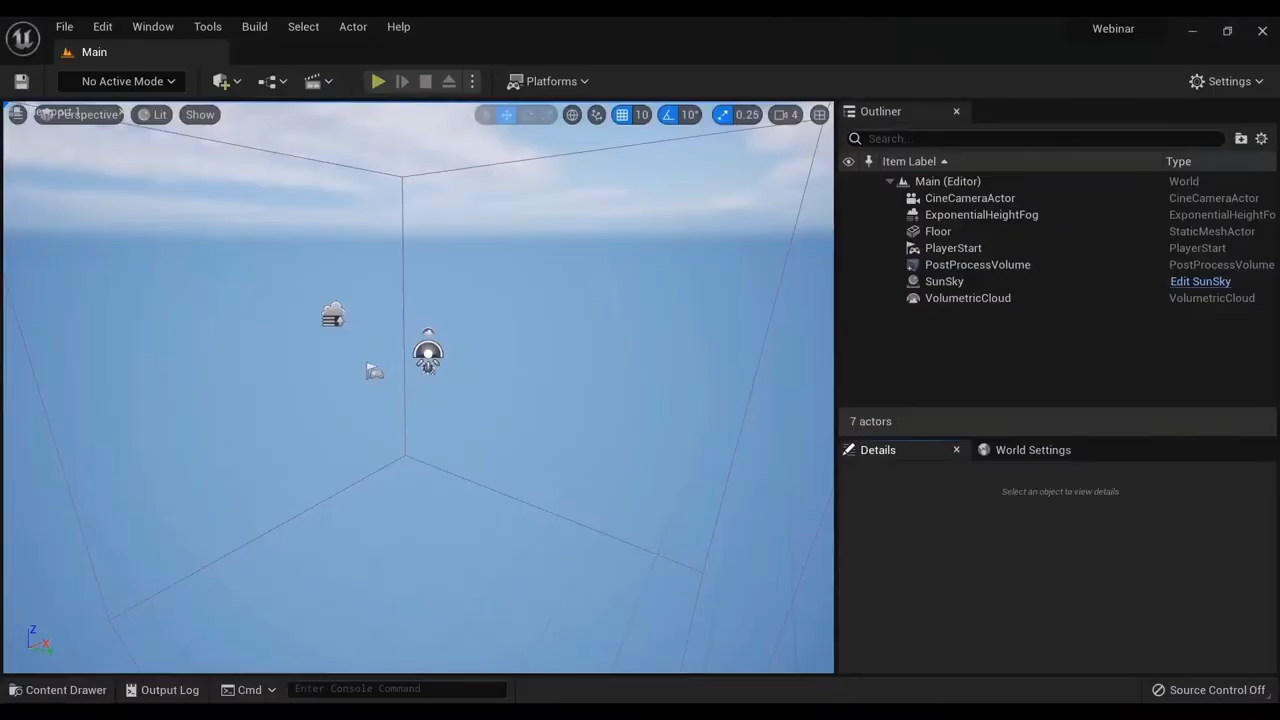 File Edit Window Tools Build Select Actor Help
Webinar
Main
No Active Mode
Platforms
Settings
Perspective Lit Show
10 10° 0.25 4
Outliner
Search...
Item Label Type
Main (Editor) World
CineCameraActor CineCameraActor
ExponentialHeightFog ExponentialHeightFo
Floor StaticMeshActor
PlayerStart PlayerStart
PostProcessVolume PostProcessVolume
SunSky Edit SunSky
VolumetricCloud VolumetricCloud
7 actors
Details World Settings
Select an object to view details
Z
X
Content Drawer Output Log Cmd Enter Console Command Source Control Off